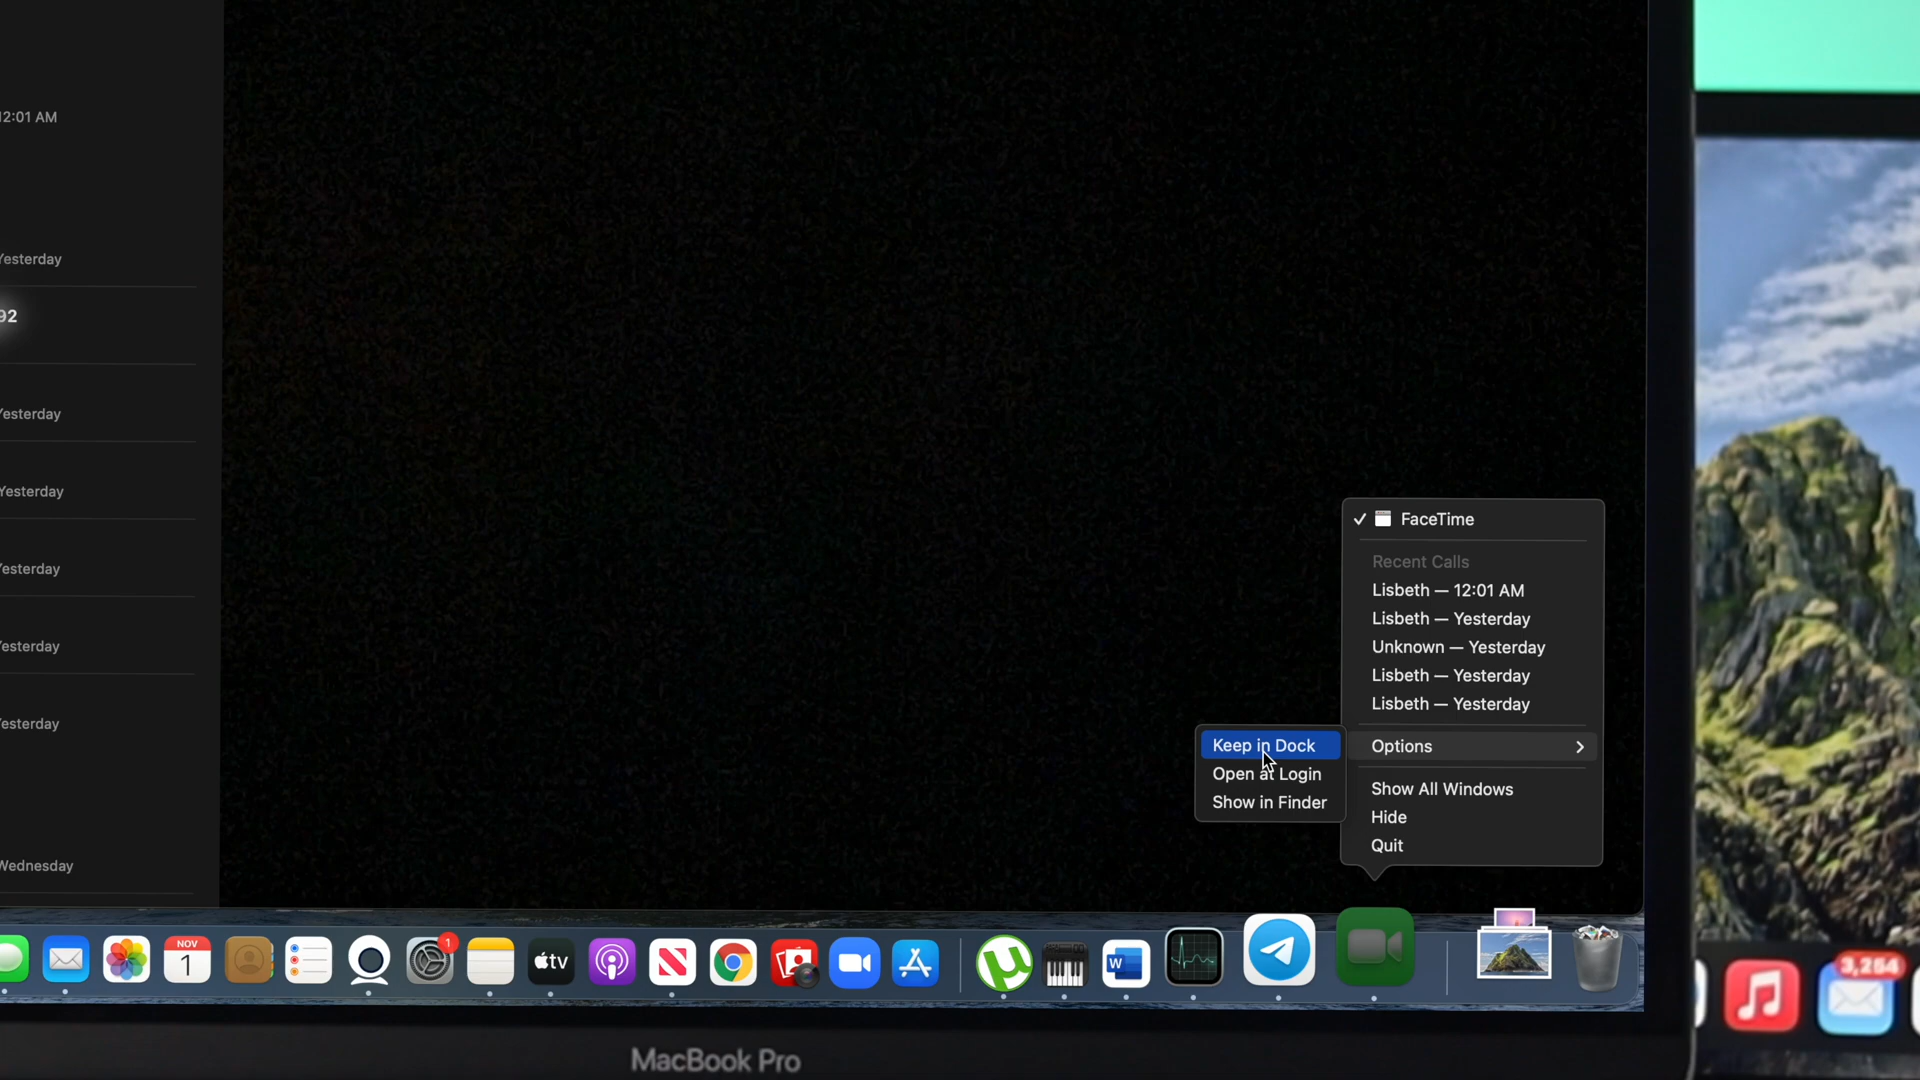 12:01 AM
Yesterday
92
Yesterday
Yesterday
Yesterday
Yesterday
Yesterday
Wednesday
FaceTime
Recent Calls
Lisbeth — 12:01 AM
Lisbeth — Yesterday
Unknown — Yesterday
Lisbeth — Yesterday
Lisbeth — Yesterday
Options
Keep in Dock
Open at Login
Show in Finder
Show All Windows
Hide
Quit
NOV
1
1
tv
W
3,254
MacBook Pro